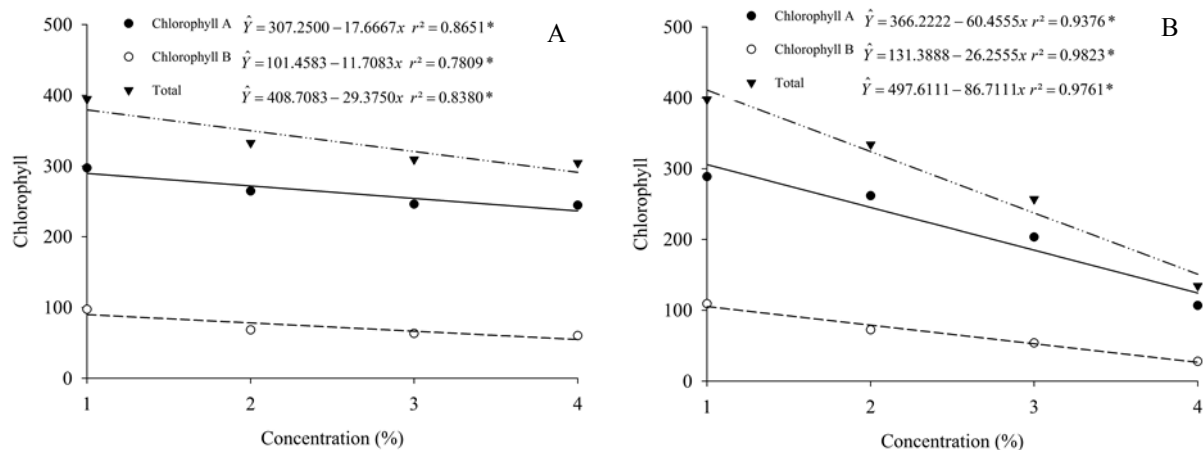 500
400
300
200
100
0
Chlorophyll
Chlorophyll A Ŷ = 307.2500 − 17.6667x r² = 0.8651 *
Chlorophyll B Ŷ = 101.4583 − 11.7083x r² = 0.7809 *
Total Ŷ = 408.7083 − 29.3750x r² = 0.8380 *
A
1 2 3 4
Concentration (%)
500
400
300
200
100
0
Chlorophyll
Chlorophyll A Ŷ = 366.2222 − 60.4555x r² = 0.9376 *
Chlorophyll B Ŷ = 131.3888 − 26.2555x r² = 0.9823 *
Total Ŷ = 497.6111 − 86.7111x r² = 0.9761 *
B
1 2 3 4
Concentration (%)